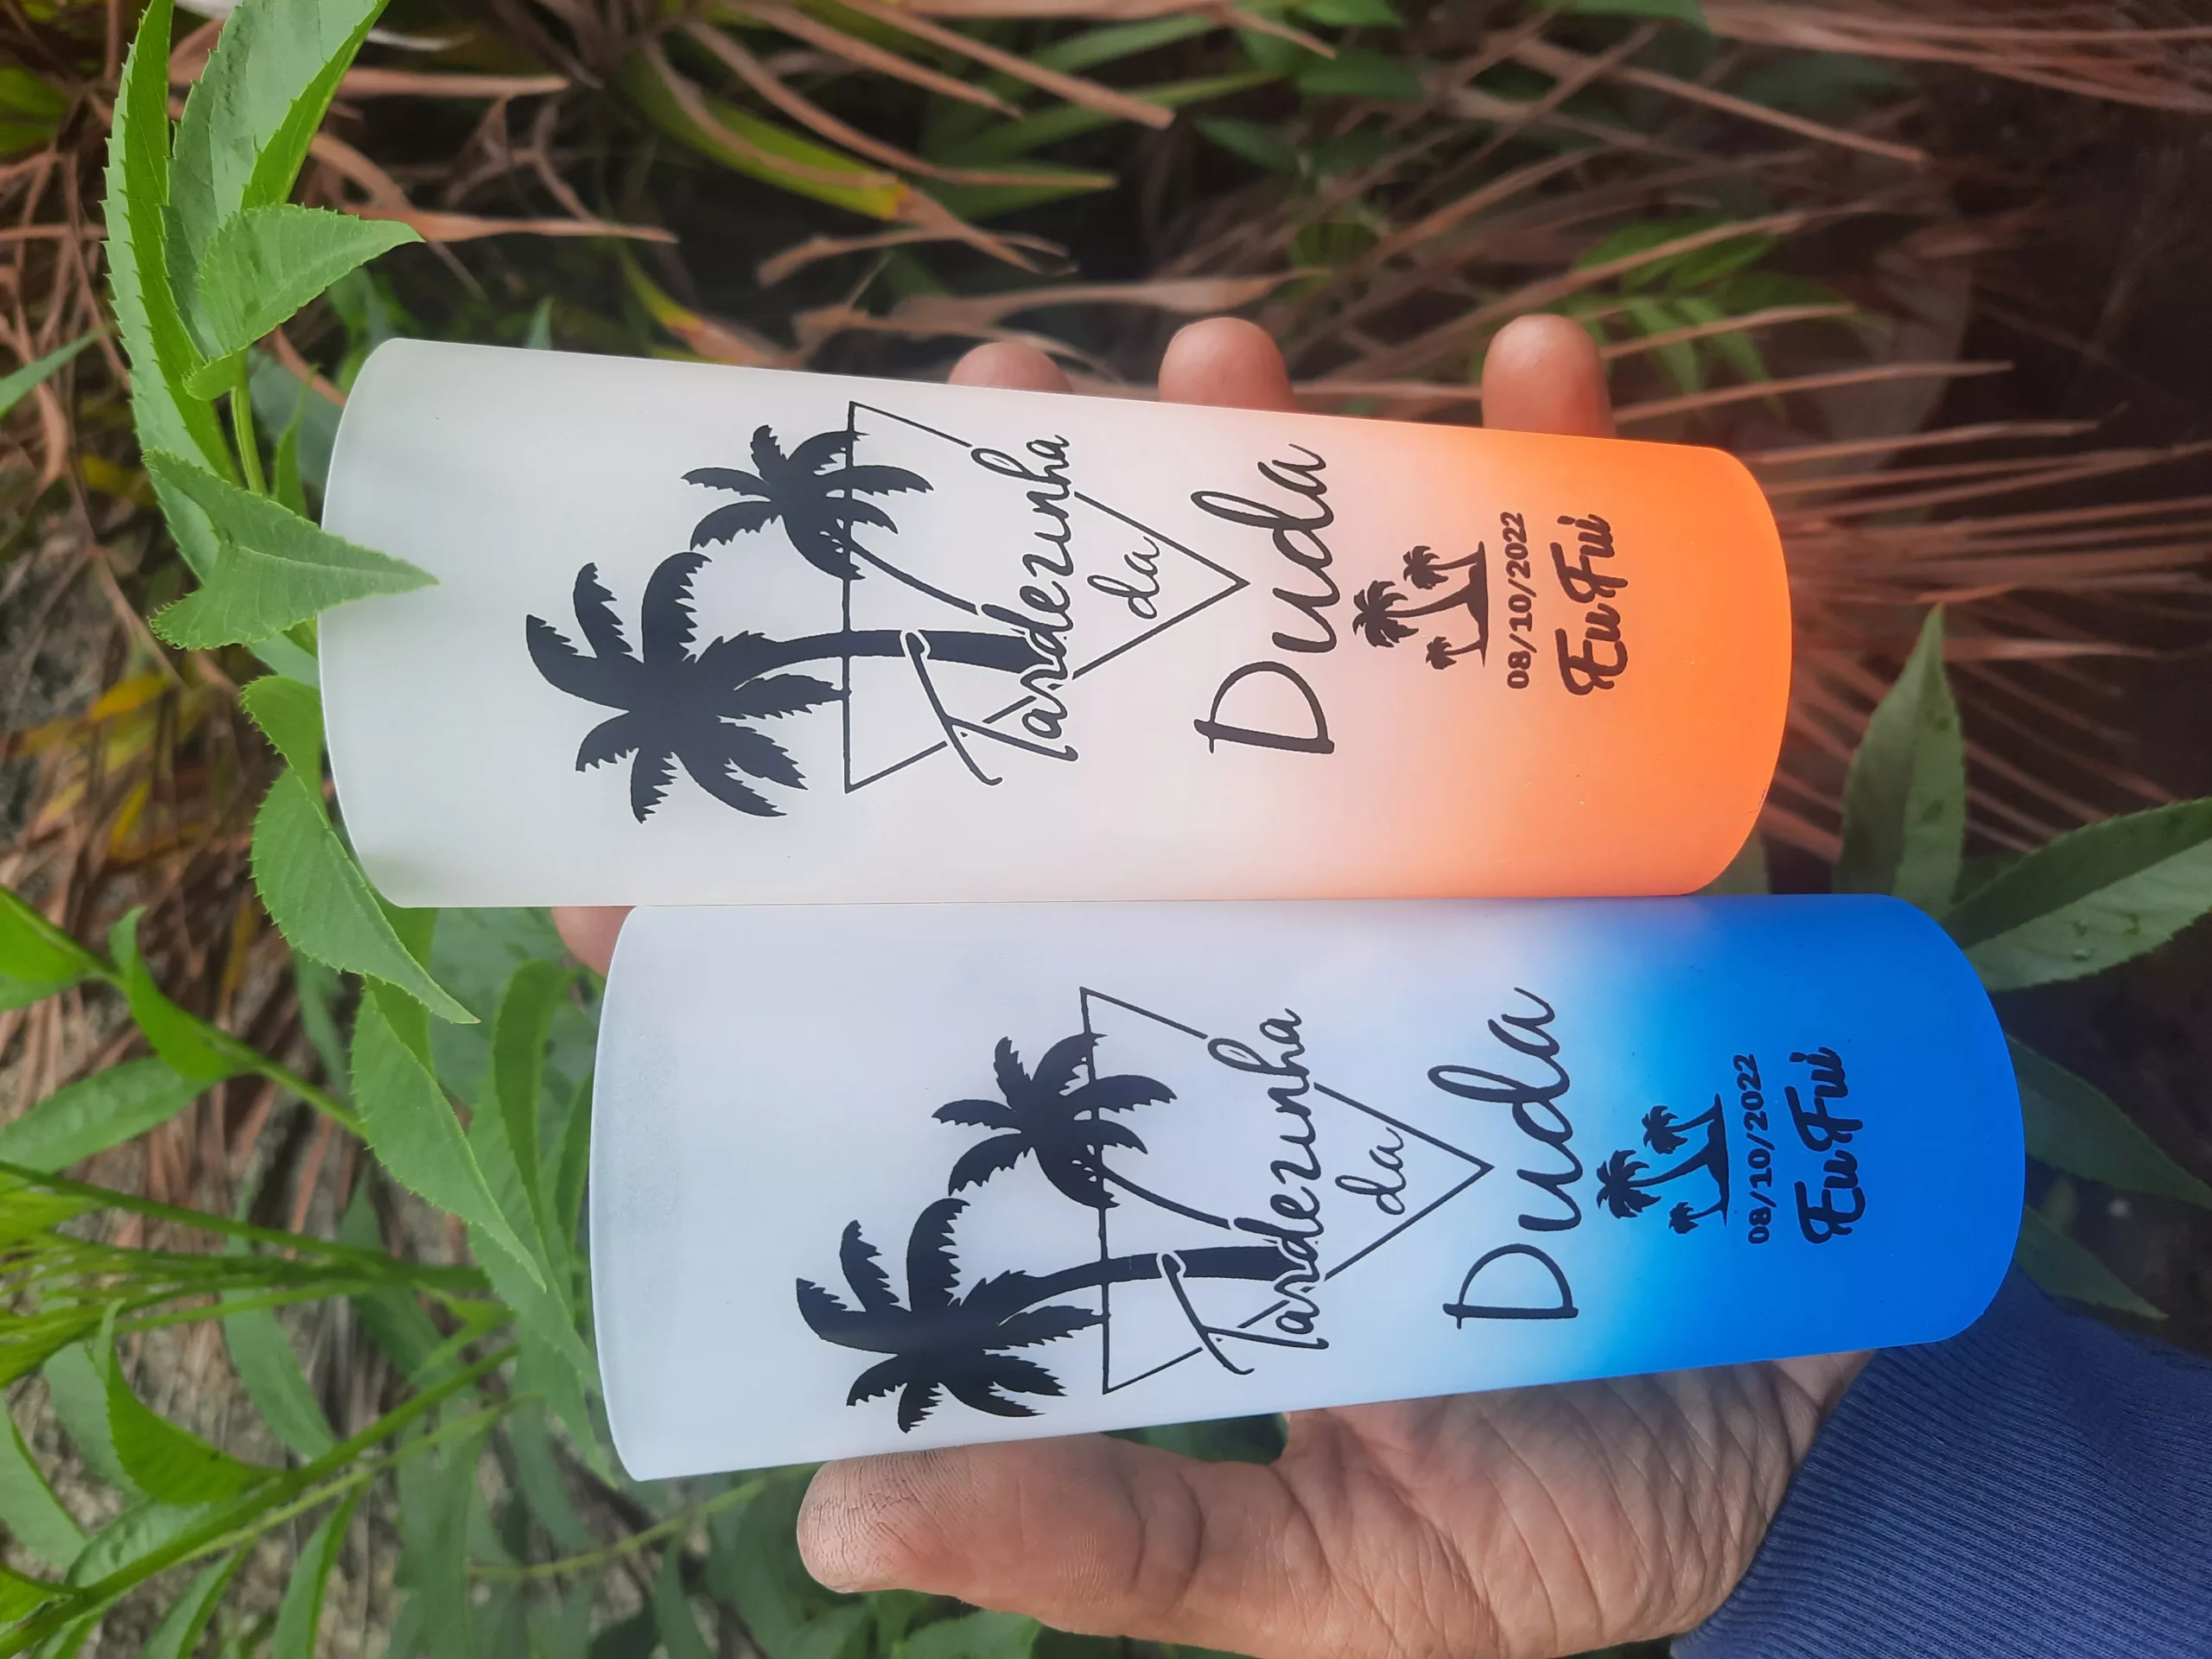 Tardezinha
da
Duda
08/10/2022
Eu Fui
Tardezinha
da
Duda
08/10/2022
Eu Fui